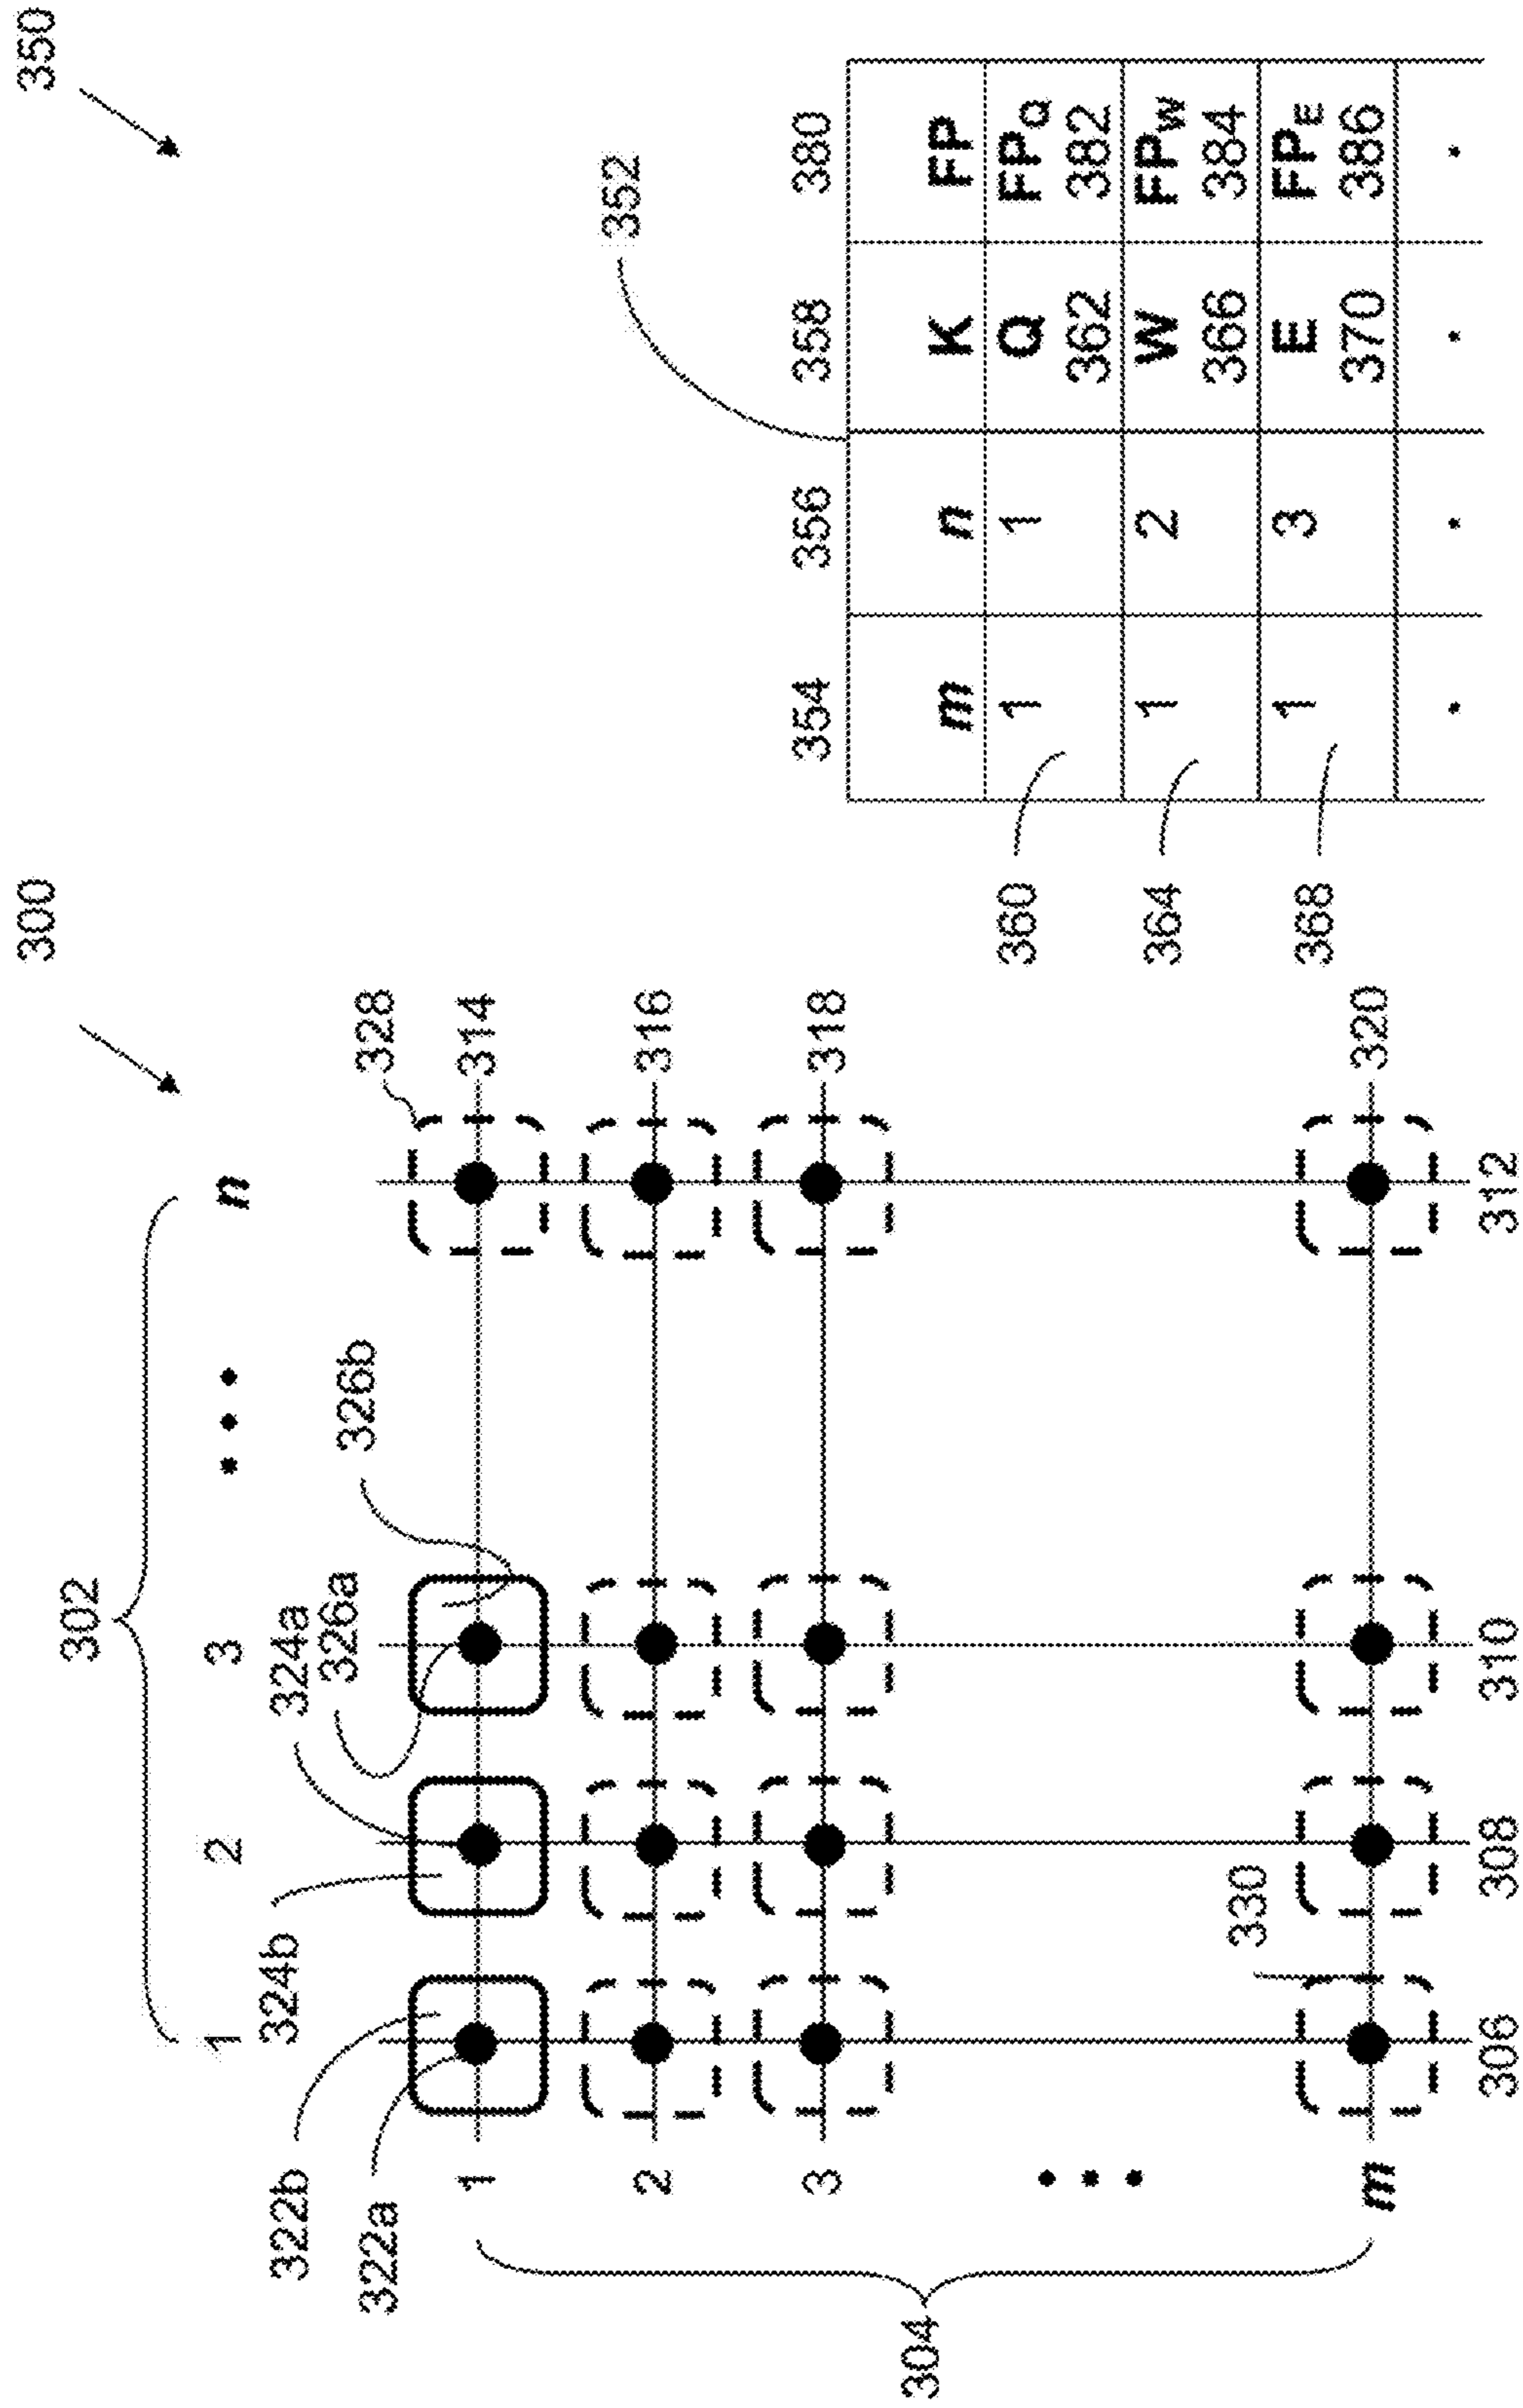 300
350
302
1 2 3 n
324a
326a
326b
324b
322b
322a
328
1 314
2 316
3 318
m 320
304
330
306 308 310 312
352
354 356 358 380
m n K FP
360 1 1 Q FPQ
362 382
364 1 2 W FPW
366 384
368 1 3 E FPE
370 386